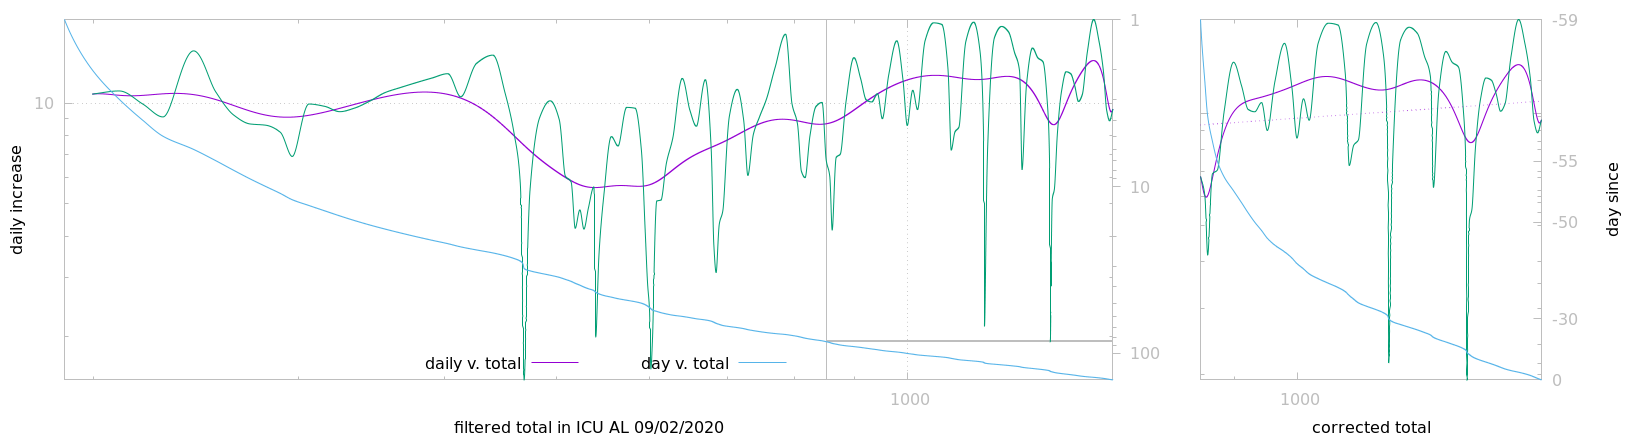 1
-59
10
daily increase
-55
10
day since
-50
-30
daily v. total
day v. total
100
0
1000
1000
filtered total in ICU AL 09/02/2020
corrected total